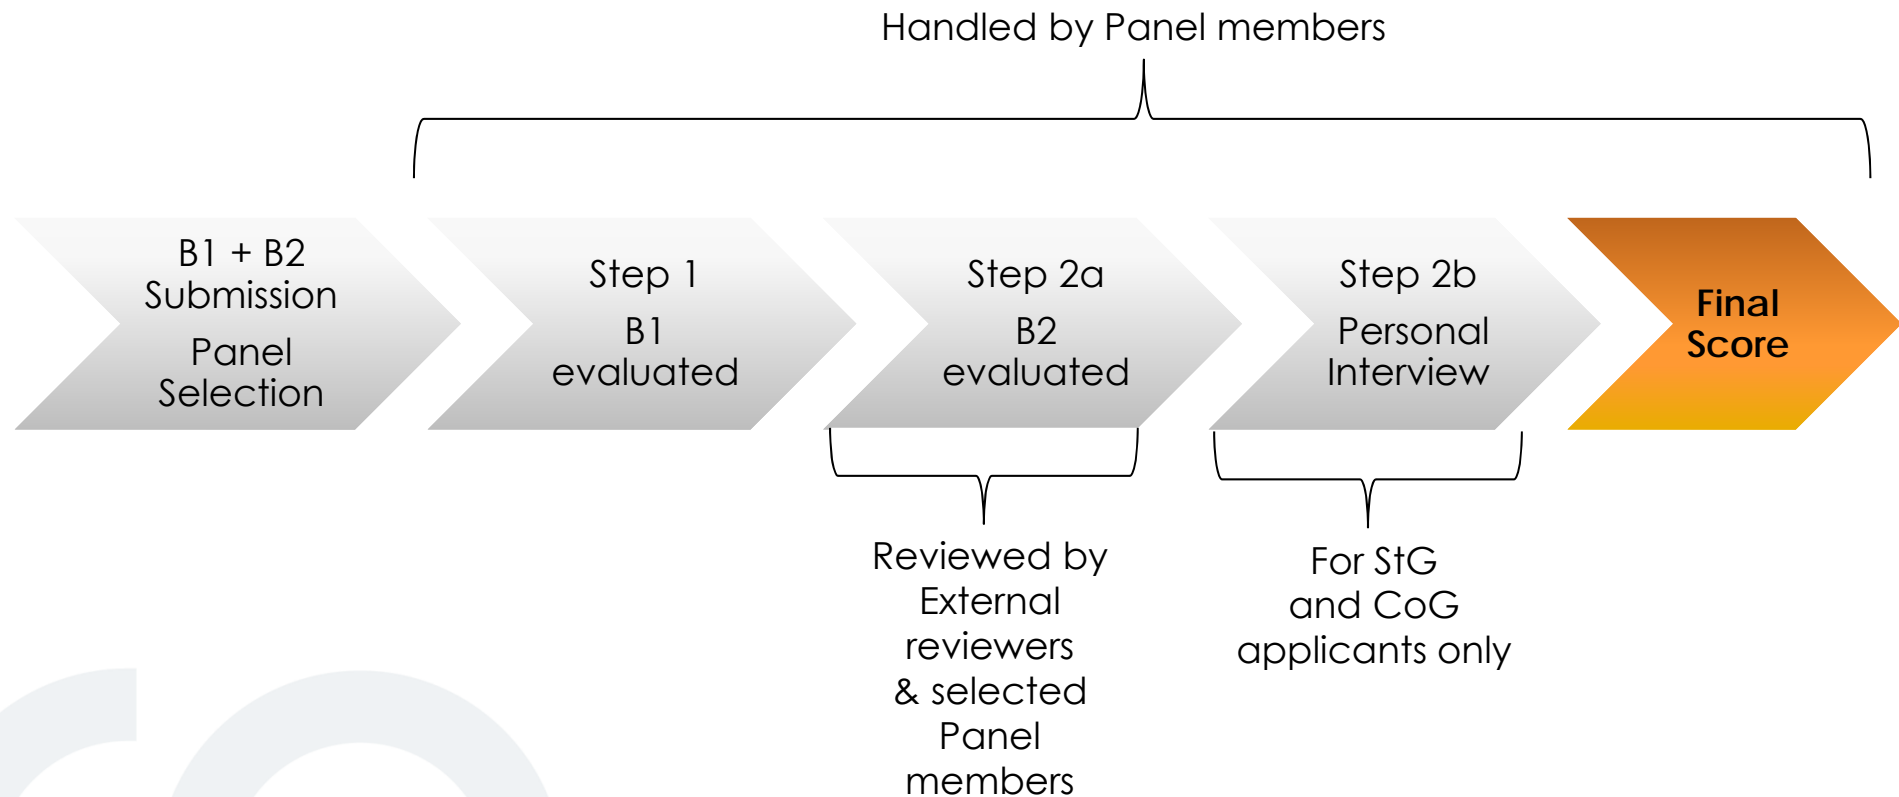 Handled by Panel members
B1 + B2
Submission
Panel
Selection
Step 1
B1
evaluated
Step 2a
B2
evaluated
Step 2b
Personal
Interview
Final
Score
Reviewed by
External
reviewers
& selected
Panel
members
For StG
and CoG
applicants only